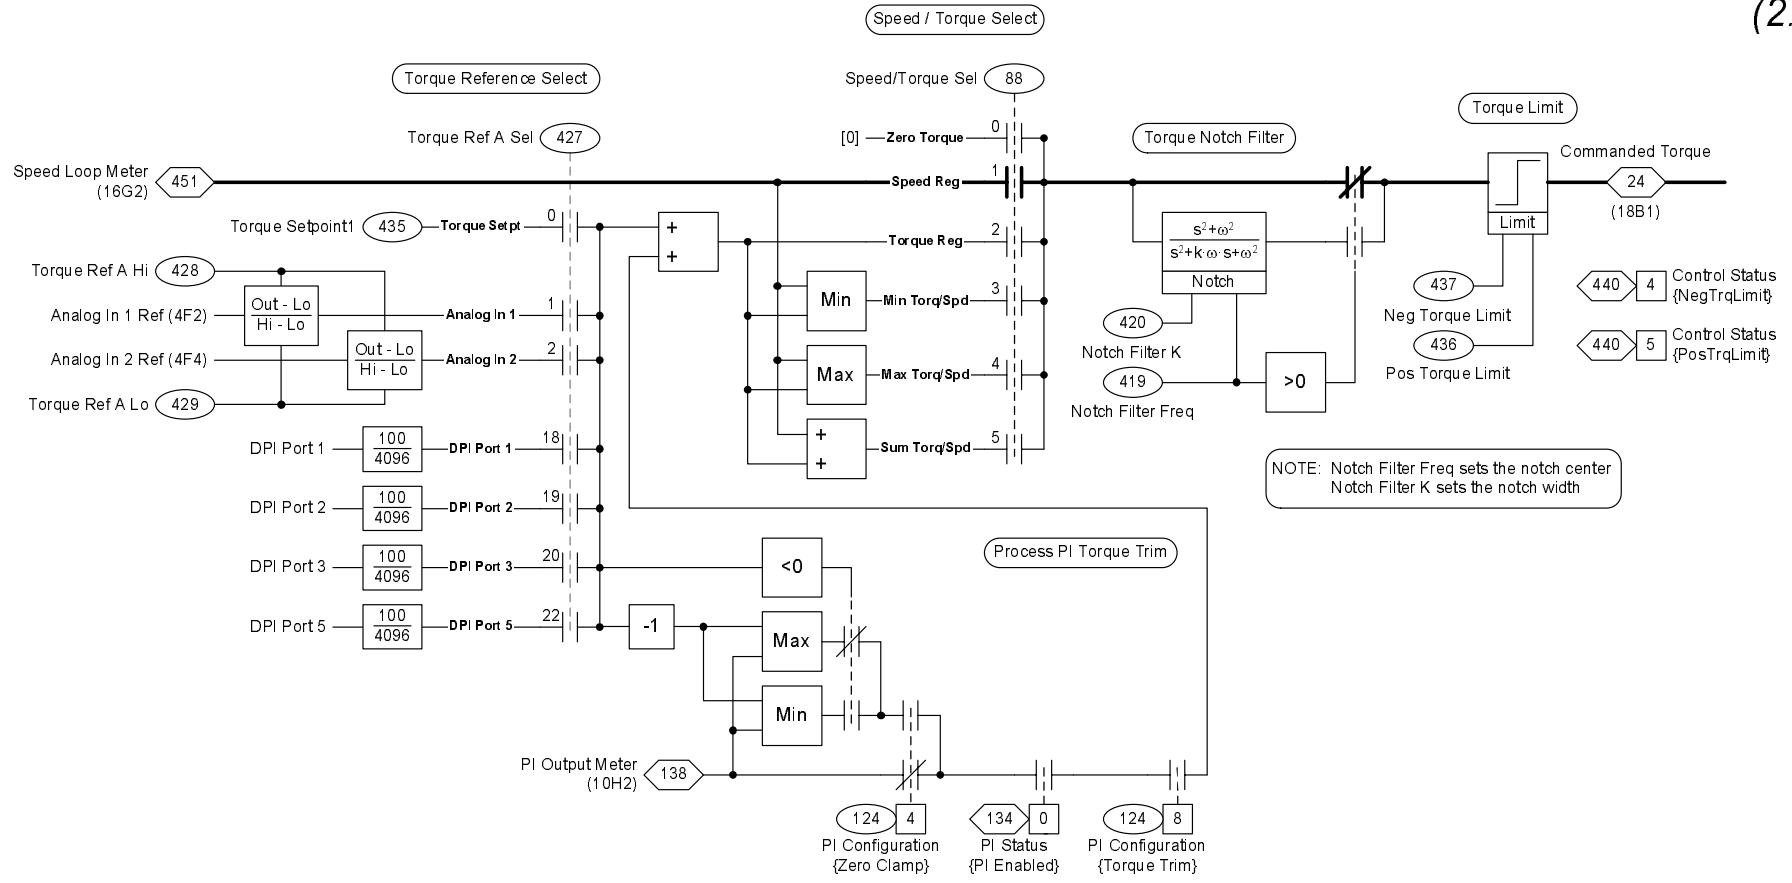 (2.
Speed / Torque Select
Torque Reference Select
Speed/Torque Sel 88
Torque Limit
Torque Ref A Sel 427
[0] Zero Torque 0
Torque Notch Filter
Commanded Torque
Speed Loop Meter
(16G2)
451
Speed Reg 1
24
(18B1)
Limit
Torque Setpoint1 435 Torque Setpt 0
+
+
Torque Reg 2
s²+ω²
s²+k·ω·s+ω²
Notch
Torque Ref A Hi 428
Out - Lo
Hi - Lo
Analog In 1 Ref (4F2)
Analog In 1 1
Min
Min Torq/Spd 3
437
Neg Torque Limit
440 4
Control Status
{NegTrqLimit}
420
Notch Filter K
Analog In 2 Ref (4F4)
Out - Lo
Hi - Lo
Analog In 2 2
Max
Max Torq/Spd 4
436
Pos Torque Limit
440 5
Control Status
{PosTrqLimit}
419
Notch Filter Freq
>0
Torque Ref A Lo 429
+
+
Sum Torq/Spd 5
DPI Port 1
100
4096
DPI Port 1 18
NOTE: Notch Filter Freq sets the notch center
Notch Filter K sets the notch width
DPI Port 2
100
4096
DPI Port 2 19
Process PI Torque Trim
DPI Port 3
100
4096
DPI Port 3 20
<0
DPI Port 5
100
4096
DPI Port 5 22
-1
Max
Min
PI Output Meter
(10H2)
138
124 4
PI Configuration
{Zero Clamp}
134 0
PI Status
{PI Enabled}
124 8
PI Configuration
{Torque Trim}